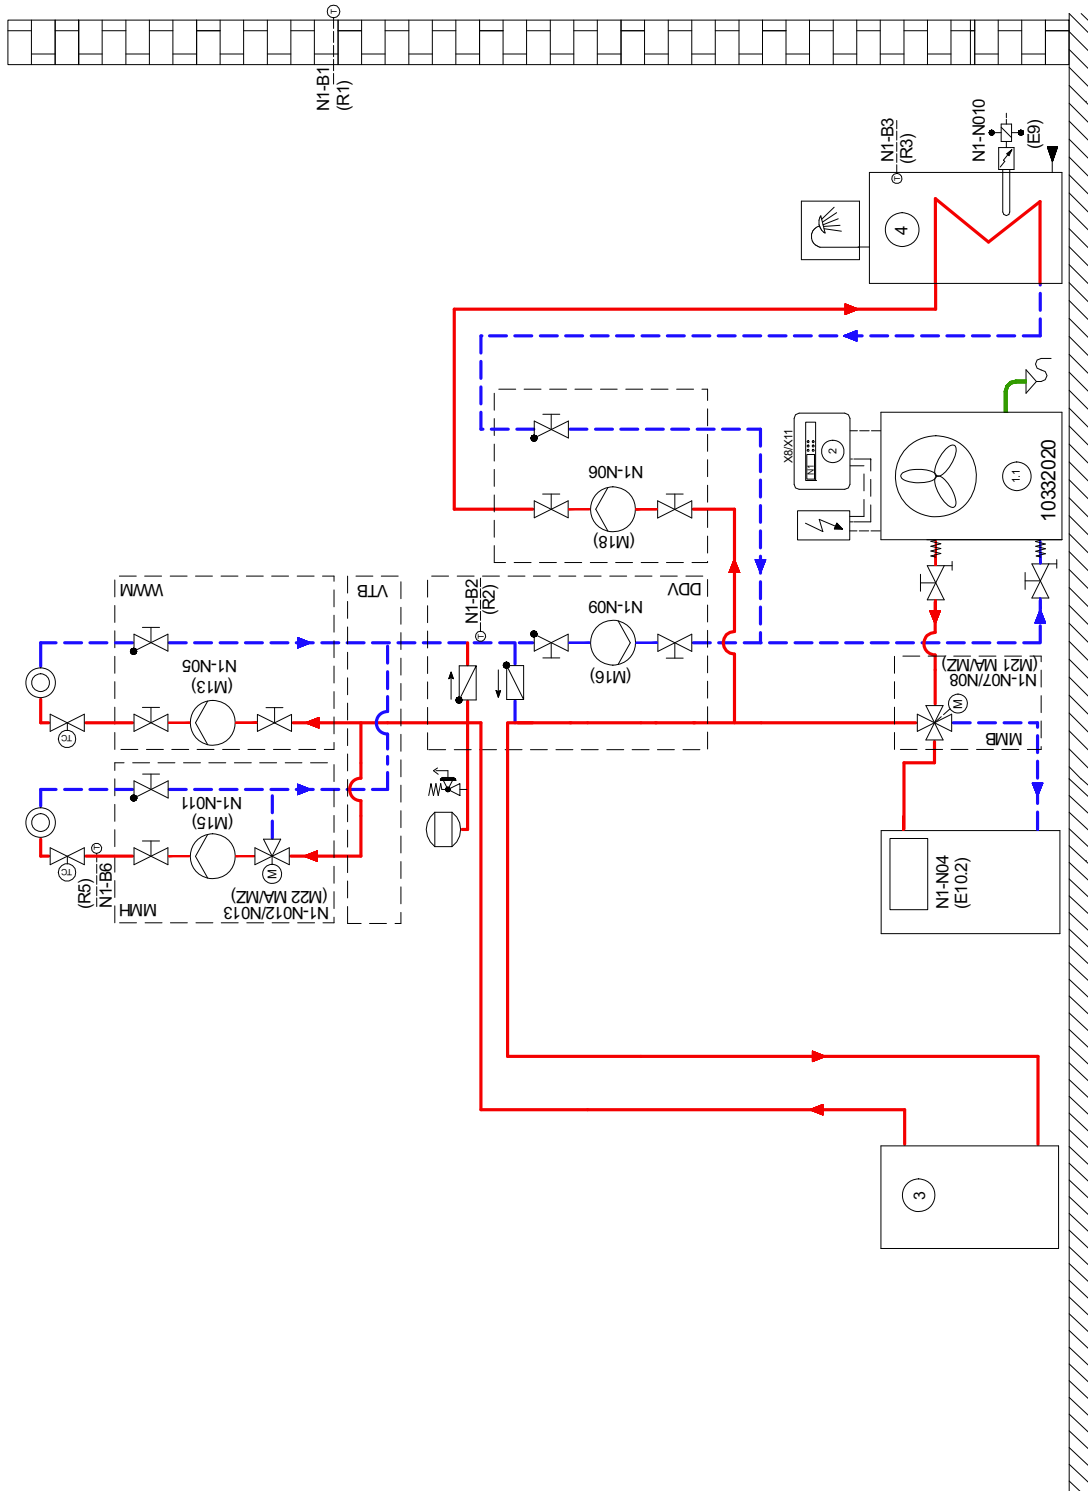 T
N1-B1
(R1)
N1-B3
(R3)
T
N1-N010
(E9)
4
X8/X11
N1
2
1.1
10332020
N1-N06
(M18)
WWM
N1-N05
(M13)
TC
VTB
N1-B2
(R2)
T
DDV
N1-N09
(M16)
N1-N07/N08
(M21 MA/MZ)
M
MMB
N1-N011
(M15)
TC
T
(R5)
N1-B6
MMH
M
N1-N012/N013
(M22 MA/MZ)
N1-N04
(E10.2)
3